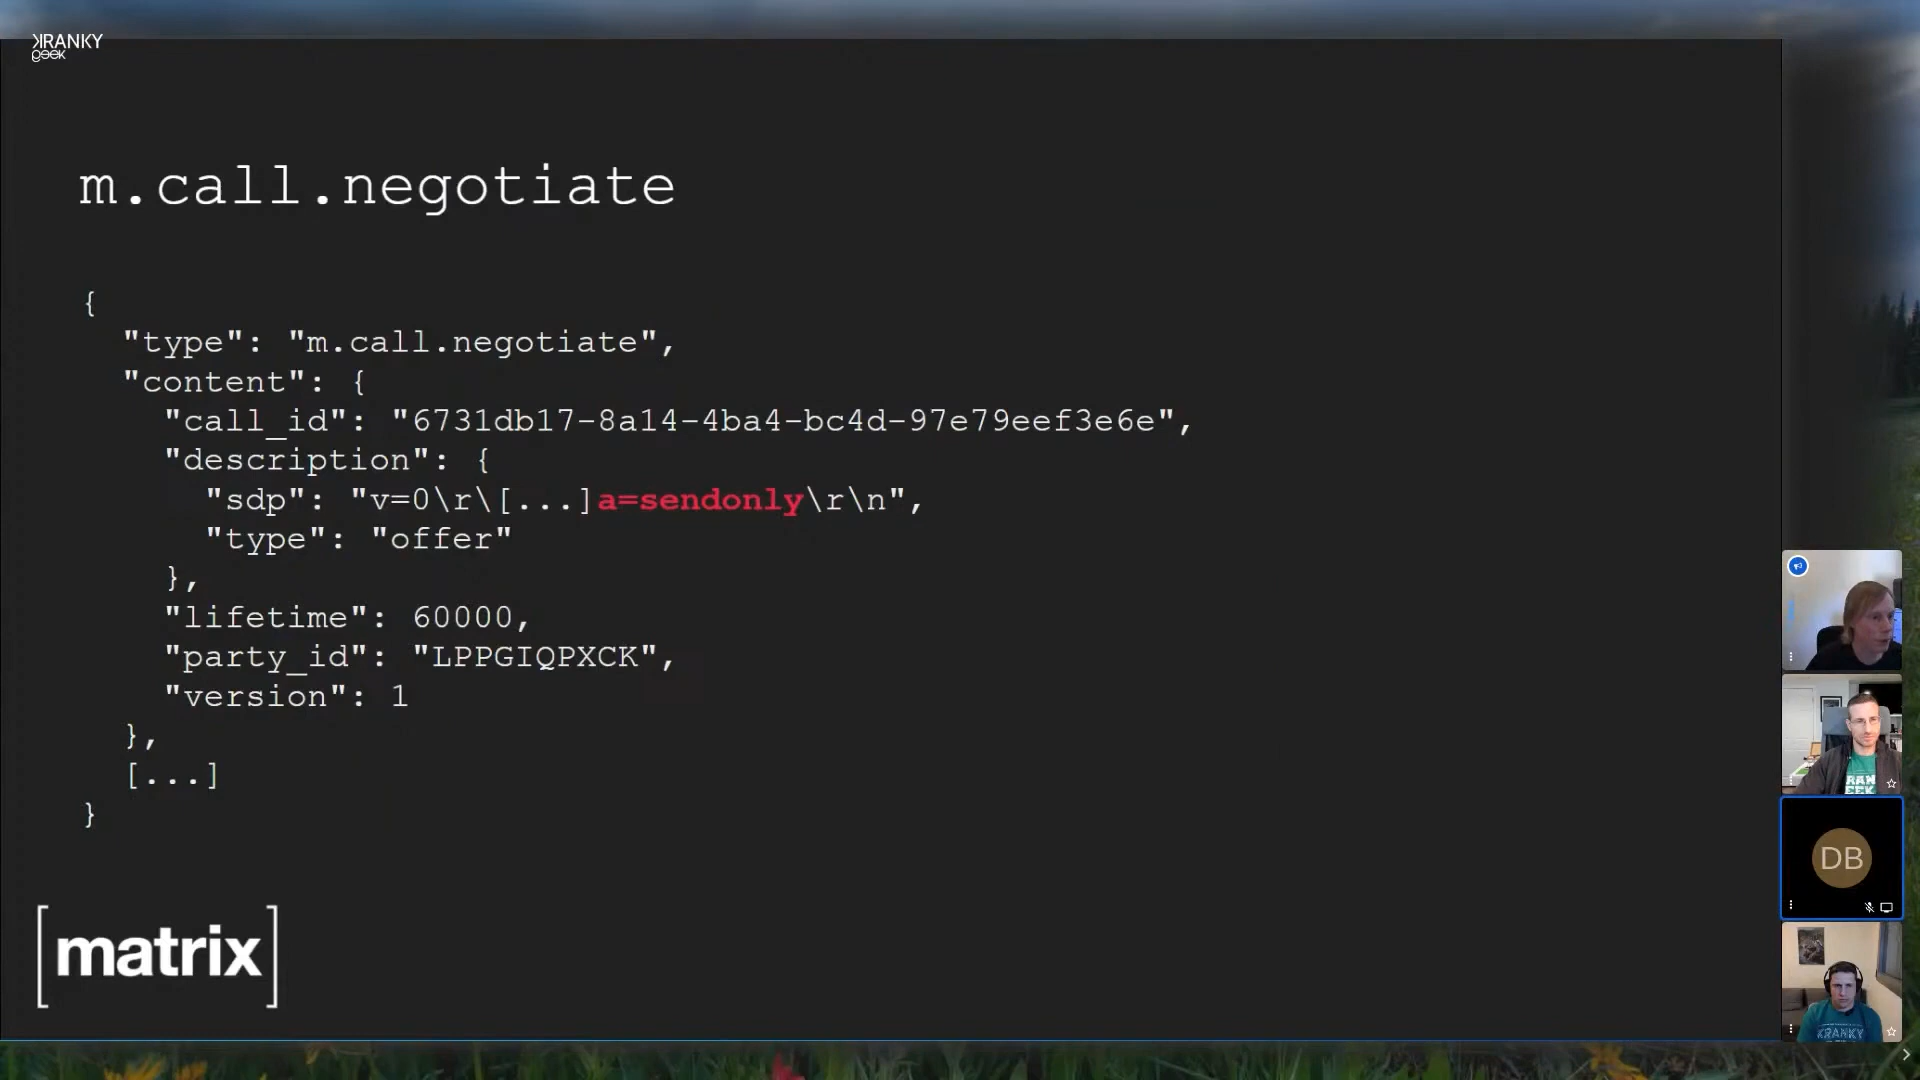 KRANKY
geek
m.call.negotiate
{
"type": "m.call.negotiate",
"content": {
"call_id": "6731db17-8a14-4ba4-bc4d-97e79eef3e6e",
"description": {
"sdp": "v=0\r\[...]a=sendonly\r\n",
"type": "offer"
},
"lifetime": 60000,
"party_id": "LPPGIQPXCK",
"version": 1
},
[...]
}
[matrix]
DB
KRANKY